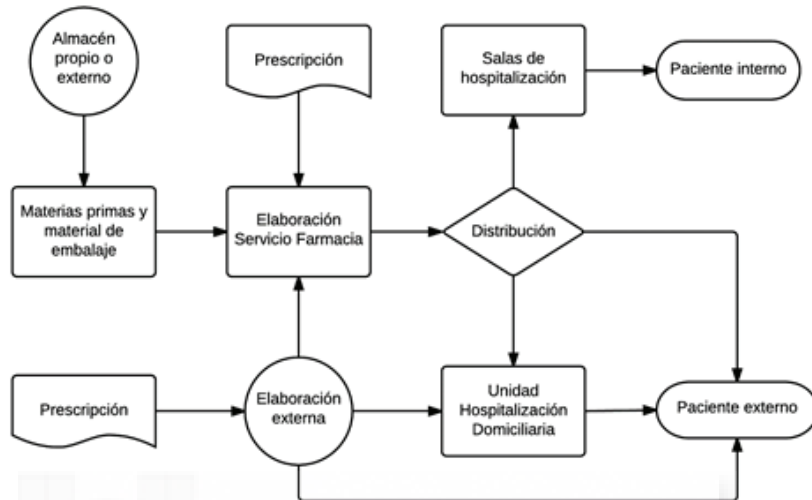 Almacén
propio o
externo
Prescripción
Salas de
hospitalización
Paciente interno
Materias primas y
material de
embalaje
Elaboración
Servicio Farmacia
Distribución
Prescripción
Elaboración
externa
Unidad
Hospitalización
Domiciliaria
Paciente externo